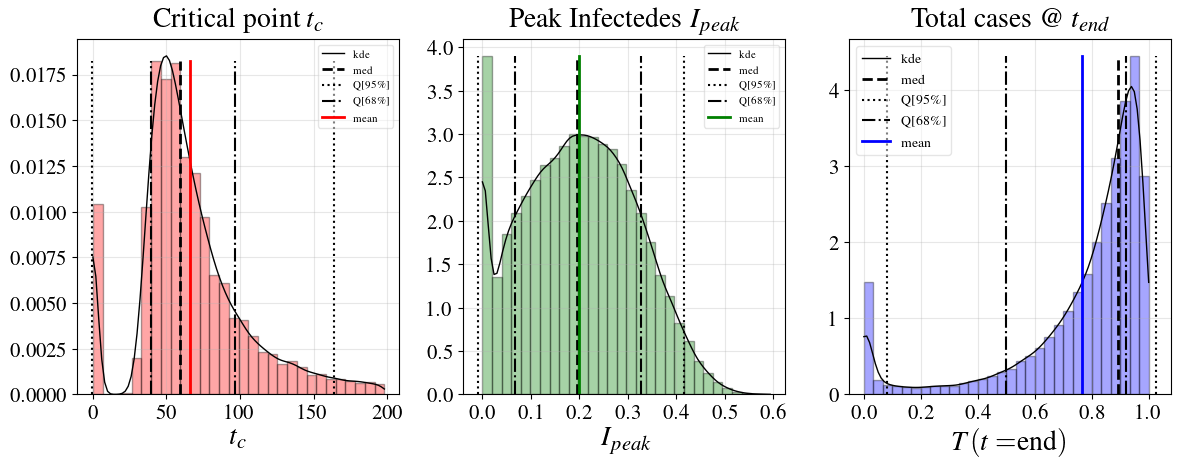 Critical point t_c
kde
med
Q[95%]
Q[68%]
mean
0.0175
0.0150
0.0125
0.0100
0.0075
0.0050
0.0025
0.0000
0 50 100 150 200
t_c
Peak Infectedes I_peak
kde
med
Q[95%]
Q[68%]
mean
4.0
3.5
3.0
2.5
2.0
1.5
1.0
0.5
0.0
0.0 0.1 0.2 0.3 0.4 0.5 0.6
I_peak
Total cases @ t_end
kde
med
Q[95%]
Q[68%]
mean
4
3
2
1
0
0.0 0.2 0.4 0.6 0.8 1.0
T(t =end)